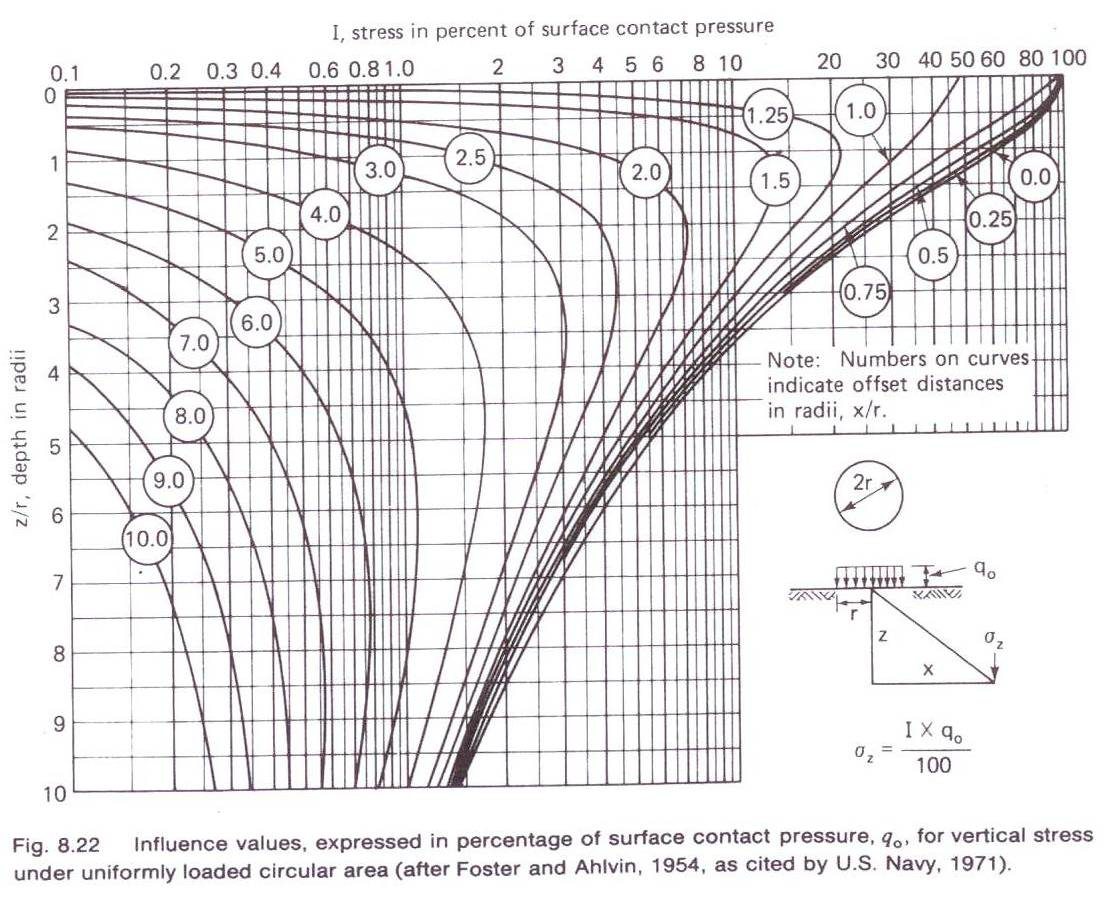 I, stress in percent of surface contact pressure
0.1 0.2 0.3 0.4 0.6 0.8 1.0 2 3 4 5 6 8 10 20 30 40 50 60 80 100
0
1
2
3
4
5
6
7
8
9
10
z/r, depth in radii
1.25
1.0
1.5
2.0
2.5
3.0
4.0
5.0
6.0
7.0
8.0
9.0
10.0
0.0
0.25
0.5
0.75
Note: Numbers on curves
indicate offset distances
in radii, x/r.
2r
qₒ
r
z
σz
x
σz = I X qₒ / 100
Fig. 8.22 Influence values, expressed in percentage of surface contact pressure, qₒ, for vertical stress
under uniformly loaded circular area (after Foster and Ahlvin, 1954, as cited by U.S. Navy, 1971).